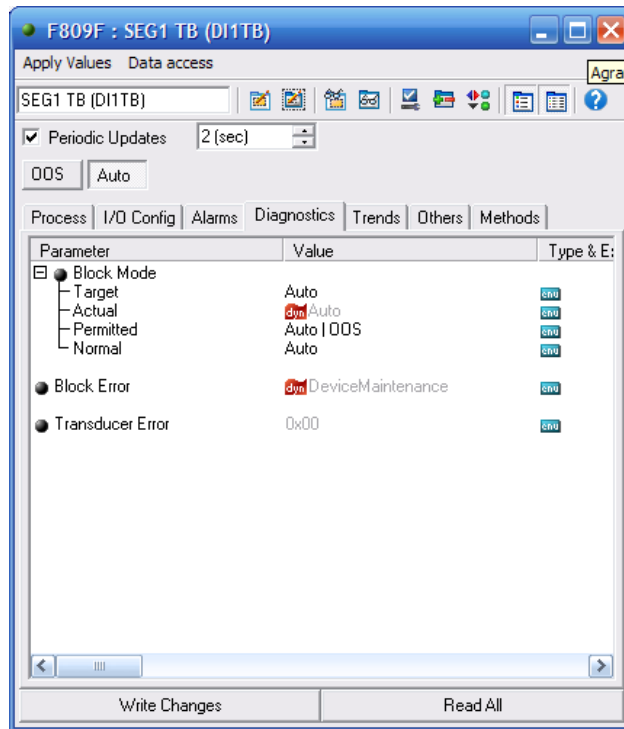 F809F : SEG1 TB (DI1TB)
Apply Values Data access
Agra
SEG1 TB (DI1TB)
Periodic Updates 2 (sec)
OOS Auto
Process I/O Config Alarms Diagnostics Trends Others Methods
Parameter Value Type & E:
Block Mode
Target Auto enu
Actual dyn Auto enu
Permitted Auto | OOS enu
Normal Auto enu
Block Error dyn DeviceMaintenance enu
Transducer Error 0x00 enu
Write Changes Read All